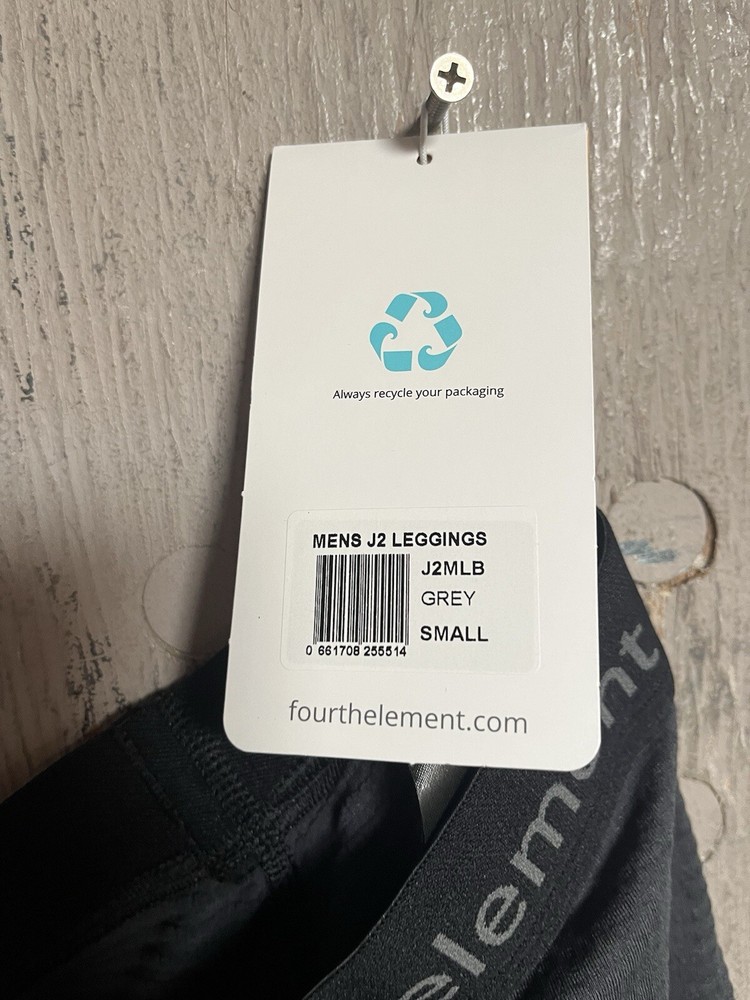 Always recycle your packaging
MENS J2 LEGGINGS
J2MLB
GREY
SMALL
0 661708 255514
fourthelement.com
element